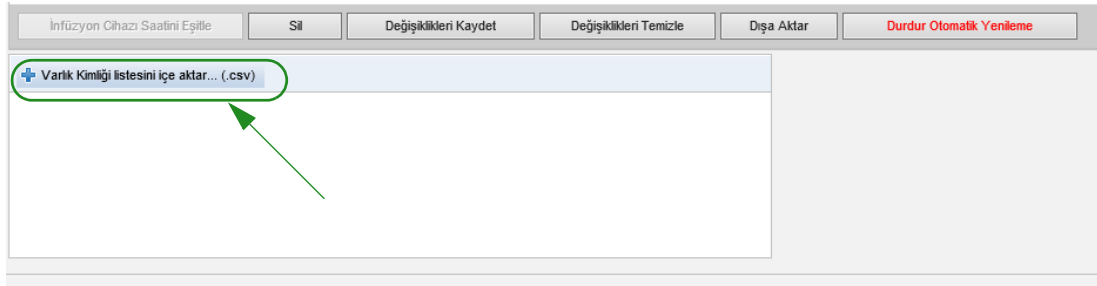 İnfüzyon Cihazı Saatini Eşitle Sil Değişiklikleri Kaydet Değişiklikleri Temizle Dışa Aktar Durdur Otomatik Yenileme
Varlık Kimliği listesini içe aktar... (.csv)